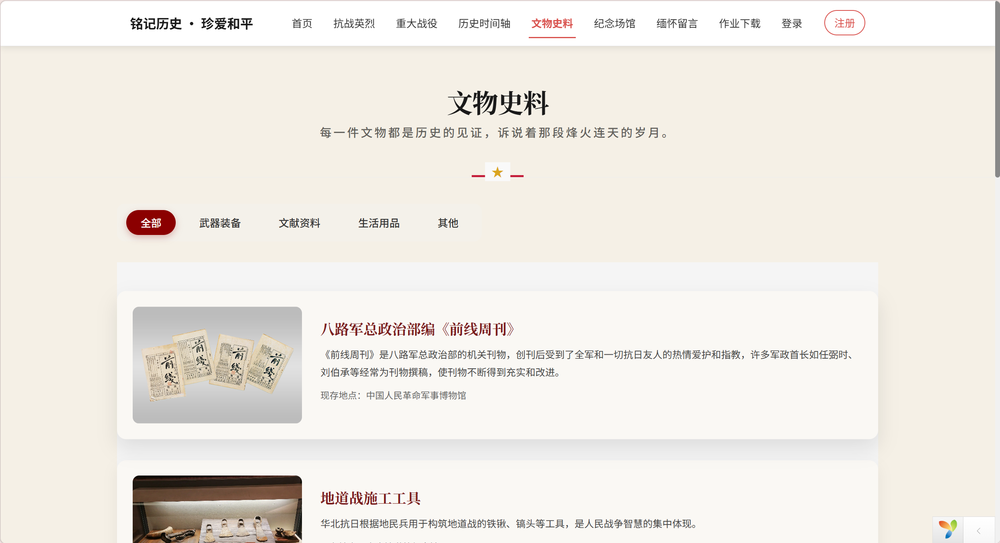 铭记历史 • 珍爱和平
首页 抗战英烈 重大战役 历史时间轴 文物史料 纪念场馆 缅怀留言 作业下载 登录 注册
文物史料
每一件文物都是历史的见证，诉说着那段烽火连天的岁月。
全部 武器装备 文献资料 生活用品 其他
前线
前线
前线
前线
八路军总政治部编《前线周刊》
《前线周刊》是八路军总政治部的机关刊物，创刊后受到了全军和一切抗日友人的热情爱护和指教，许多军政首长如任弼时、
刘伯承等经常为刊物撰稿，使刊物不断得到充实和改进。
现存地点：中国人民革命军事博物馆
地道战施工工具
华北抗日根据地民兵用于构筑地道战的铁锹、镐头等工具，是人民战争智慧的集中体现。